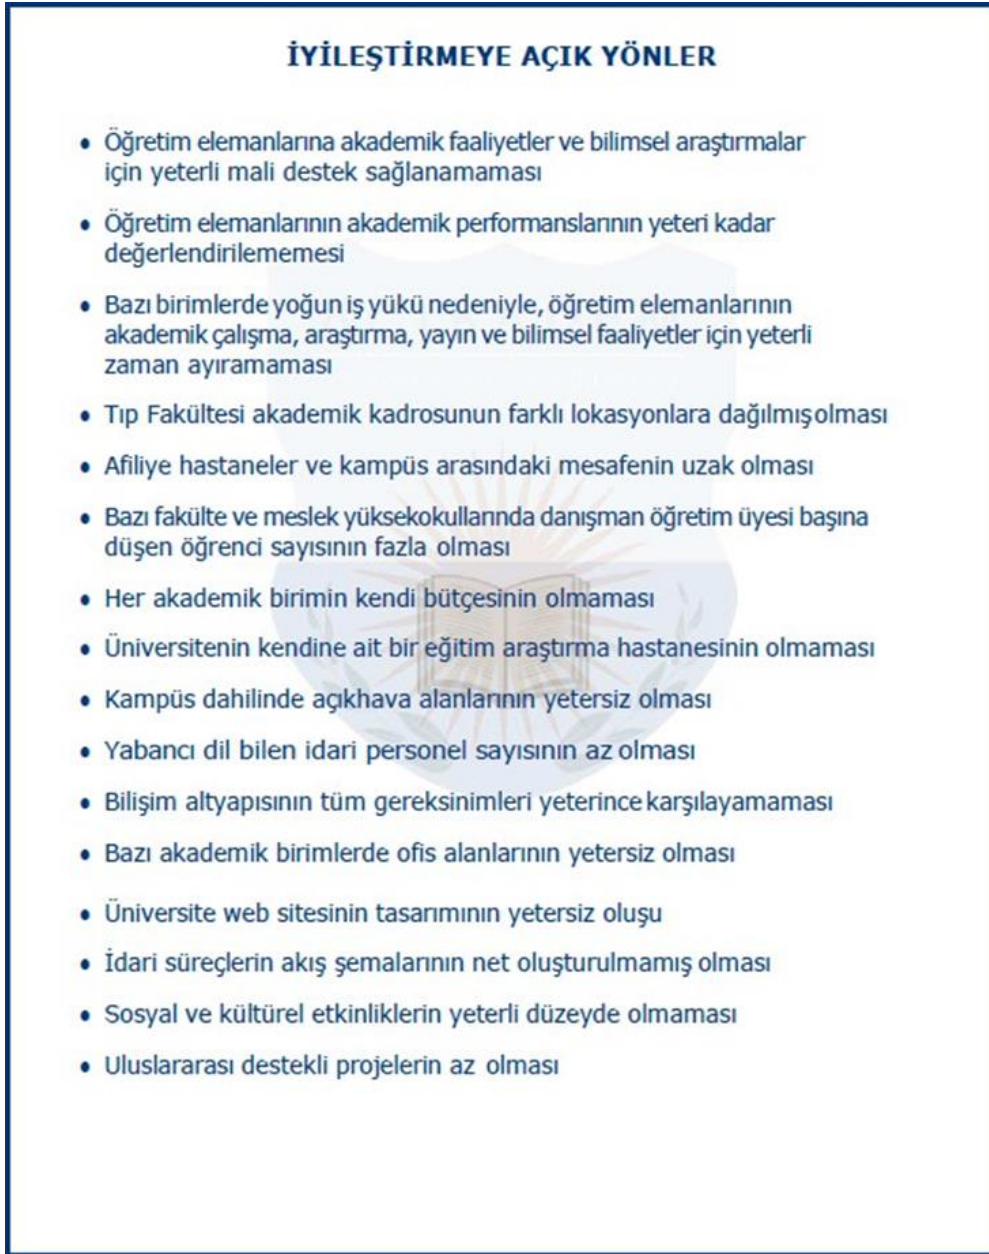 İYİLEŞTİRMEYE AÇIK YÖNLER
• Öğretim elemanlarına akademik faaliyetler ve bilimsel araştırmalar
için yeterli mali destek sağlanamaması
• Öğretim elemanlarının akademik performanslarının yeteri kadar
değerlendirilememesi
• Bazı birimlerde yoğun iş yükü nedeniyle, öğretim elemanlarının
akademik çalışma, araştırma, yayın ve bilimsel faaliyetler için yeterli
zaman ayıramaması
• Tıp Fakültesi akademik kadrosunun farklı lokasyonlara dağılmış olması
• Afiliye hastaneler ve kampüs arasındaki mesafenin uzak olması
• Bazı fakülte ve meslek yüksekokullarında danışman öğretim üyesi başına
düşen öğrenci sayısının fazla olması
• Her akademik birimin kendi bütçesinin olmaması
• Üniversitenin kendine ait bir eğitim araştırma hastanesinin olmaması
• Kampüs dahilinde açıkhava alanlarının yetersiz olması
• Yabancı dil bilen idari personel sayısının az olması
• Bilişim altyapısının tüm gereksinimleri yeterince karşılayamaması
• Bazı akademik birimlerde ofis alanlarının yetersiz olması
• Üniversite web sitesinin tasarımının yetersiz oluşu
• İdari süreçlerin akış şemalarının net oluşturulmamış olması
• Sosyal ve kültürel etkinliklerin yeterli düzeyde olmaması
• Uluslararası destekli projelerin az olması